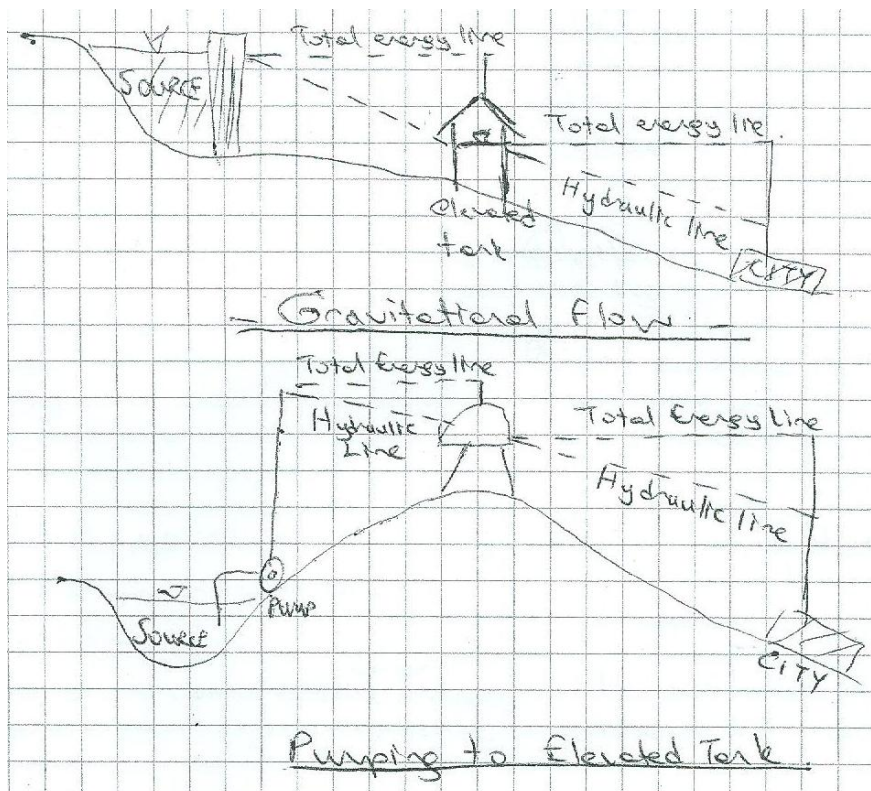 Total energy line
SOURCE
Total energy line.
Hydraulic line
elevated
tank
CITY
- Gravitational Flow -
Total Energy line
Hydraulic
Line
Total Energy Line
Hydraulic line
Pump
Source
CITY
Pumping to Elevated Tank